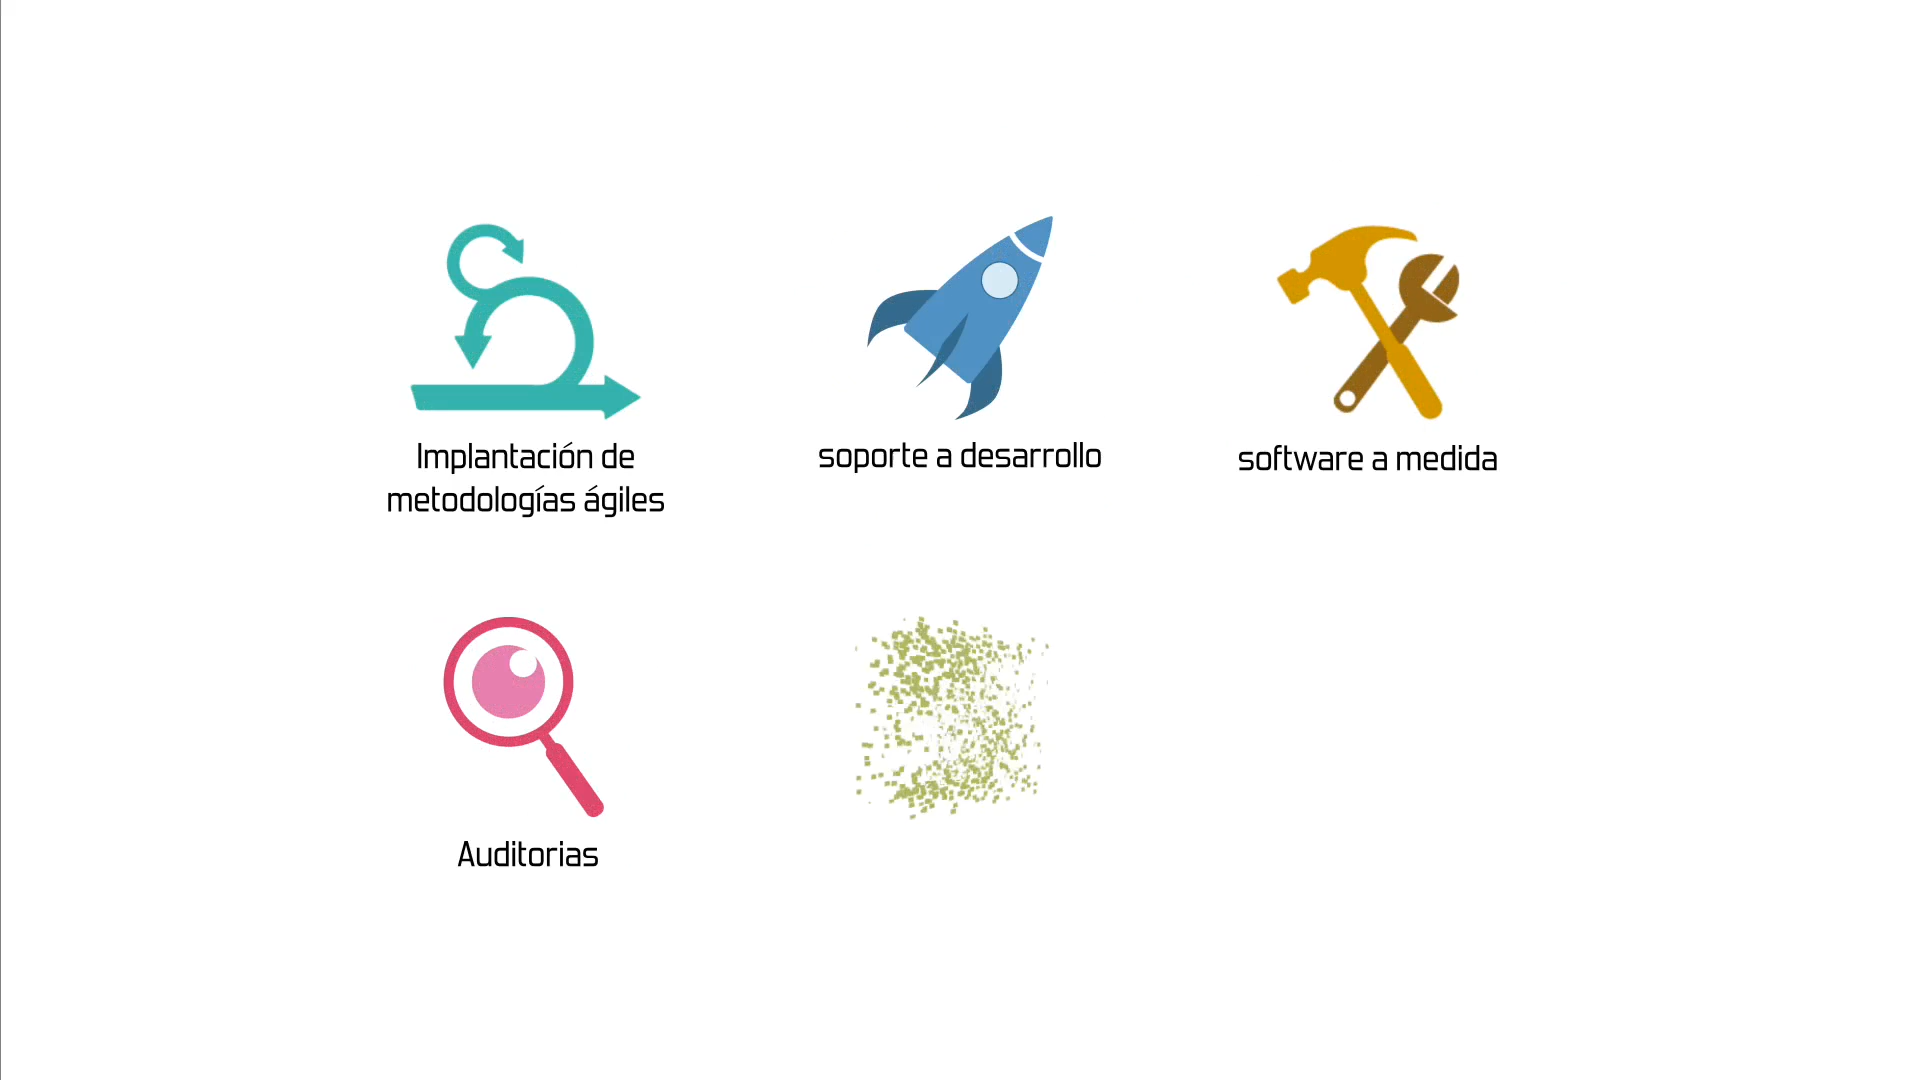 Implantación de
metodologías ágiles
soporte a desarrollo
software a medida
Auditorias